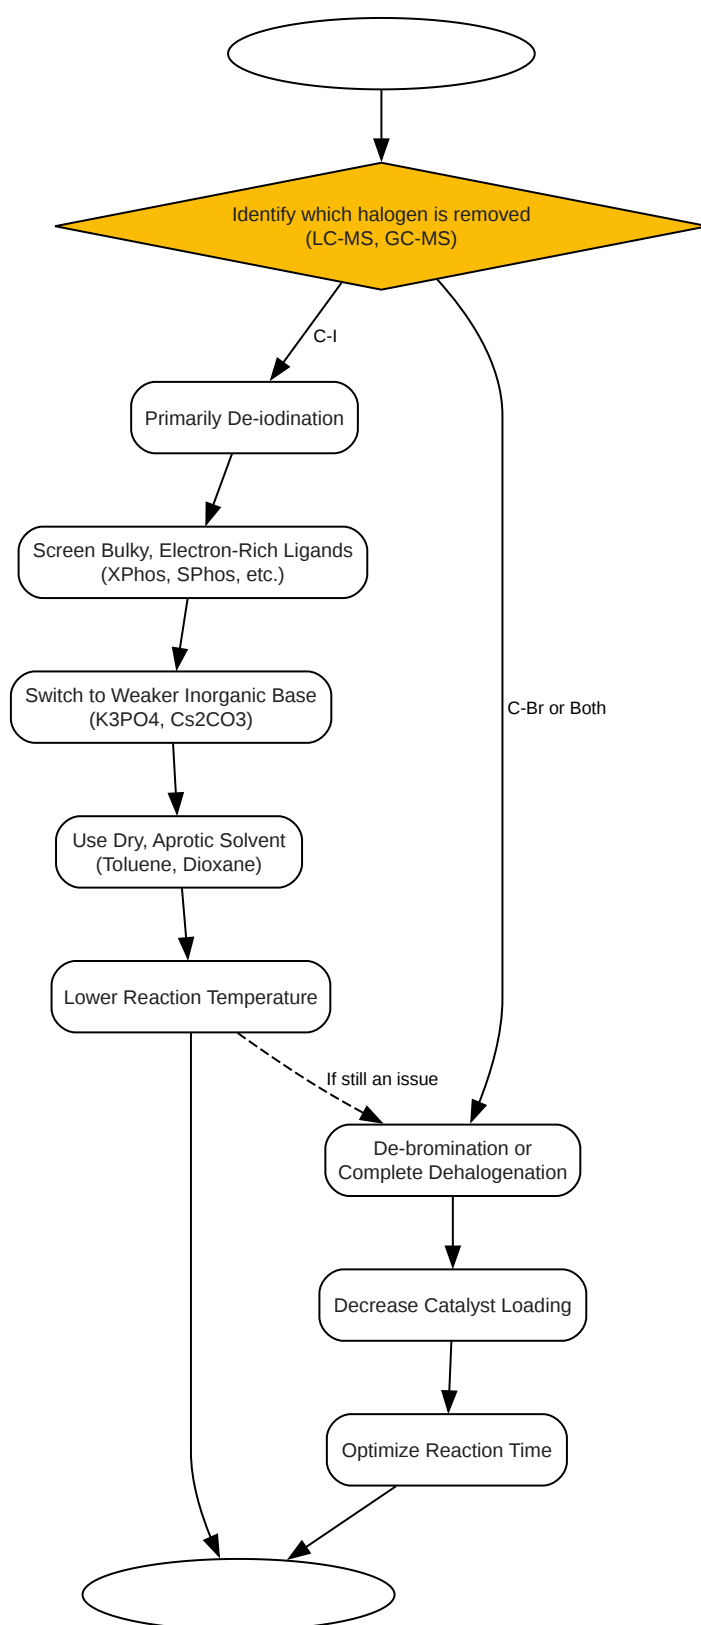 Identify which halogen is removed
(LC-MS, GC-MS)
C-I
Primarily De-iodination
Screen Bulky, Electron-Rich Ligands
(XPhos, SPhos, etc.)
Switch to Weaker Inorganic Base
(K3PO4, Cs2CO3)
C-Br or Both
Use Dry, Aprotic Solvent
(Toluene, Dioxane)
Lower Reaction Temperature
If still an issue
De-bromination or
Complete Dehalogenation
Decrease Catalyst Loading
Optimize Reaction Time